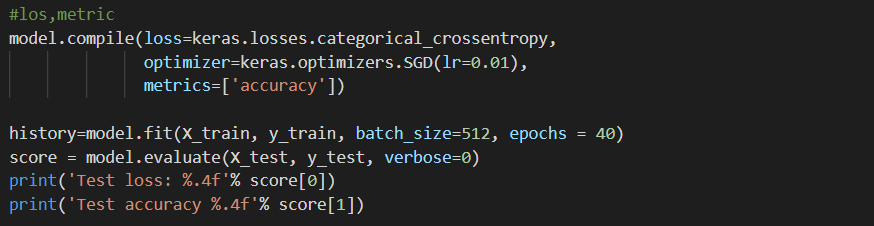 #los,metric
model.compile(loss=keras.losses.categorical_crossentropy,
optimizer=keras.optimizers.SGD(lr=0.01),
metrics=['accuracy'])
history=model.fit(X_train, y_train, batch_size=512, epochs = 40)
score = model.evaluate(X_test, y_test, verbose=0)
print('Test loss: %.4f'% score[0])
print('Test accuracy %.4f'% score[1])